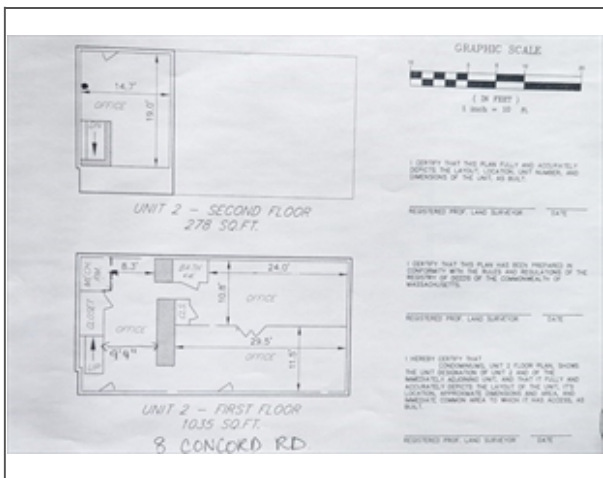 14.7'
OFFICE
19.0'
UNIT 2 - SECOND FLOOR
278 SQ.FT.
MECH
RM.
8.3'
BATH
24.0'
10.8'
OFFICE
CLOSET
OFFICE
29.5'
OFFICE
11.5'
UP
9'9"
UNIT 2 - FIRST FLOOR
1035 SQ.FT.
8 CONCORD RD.
GRAPHIC SCALE
( IN FEET )
1 inch = 10 ft.
I CERTIFY THAT THIS PLAN FULLY AND ACCURATELY
DEPICTS THE LAYOUT, LOCATION, UNIT NUMBER, AND
DIMENSIONS OF THE UNIT, AS BUILT.
REGISTERED PROF. LAND SURVEYOR DATE
I CERTIFY THAT THIS PLAN HAS BEEN PREPARED IN
CONFORMITY WITH THE RULES AND REGULATIONS OF THE
REGISTRY OF DEEDS OF THE COMMONWEALTH OF
MASSACHUSETTS.
REGISTERED PROF. LAND SURVEYOR DATE
I HEREBY CERTIFY THAT
CONDOMINIUMS, UNIT 2 FLOOR PLAN, SHOWS
THE UNIT DESIGNATION OF UNIT 2 AND OF THE
IMMEDIATELY ADJOINING UNIT, AND THAT IT FULLY AND
ACCURATELY DEPICTS THE LAYOUT OF THE UNIT, ITS
LOCATION, APPROXIMATE DIMENSIONS AND AREA, AND
IMMEDIATE COMMON AREA TO WHICH IT HAS ACCESS, AS
BUILT.
REGISTERED PROF. LAND SURVEYOR DATE